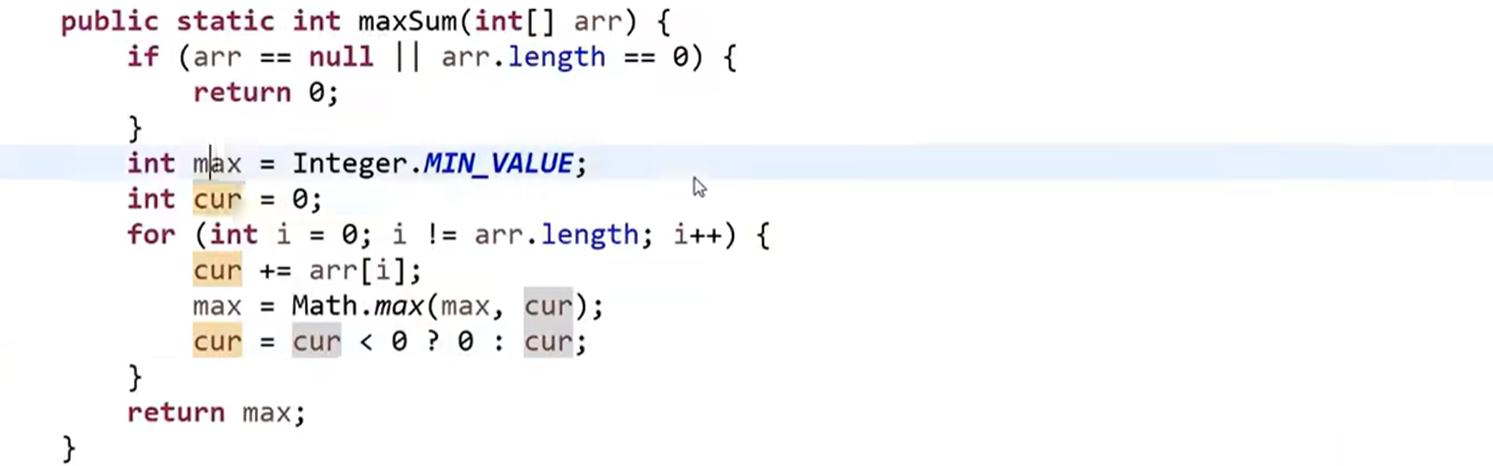 public static int maxSum(int[] arr) {
    if (arr == null || arr.length == 0) {
        return 0;
    }
    int max = Integer.MIN_VALUE;
    int cur = 0;
    for (int i = 0; i != arr.length; i++) {
        cur += arr[i];
        max = Math.max(max, cur);
        cur = cur < 0 ? 0 : cur;
    }
    return max;
}